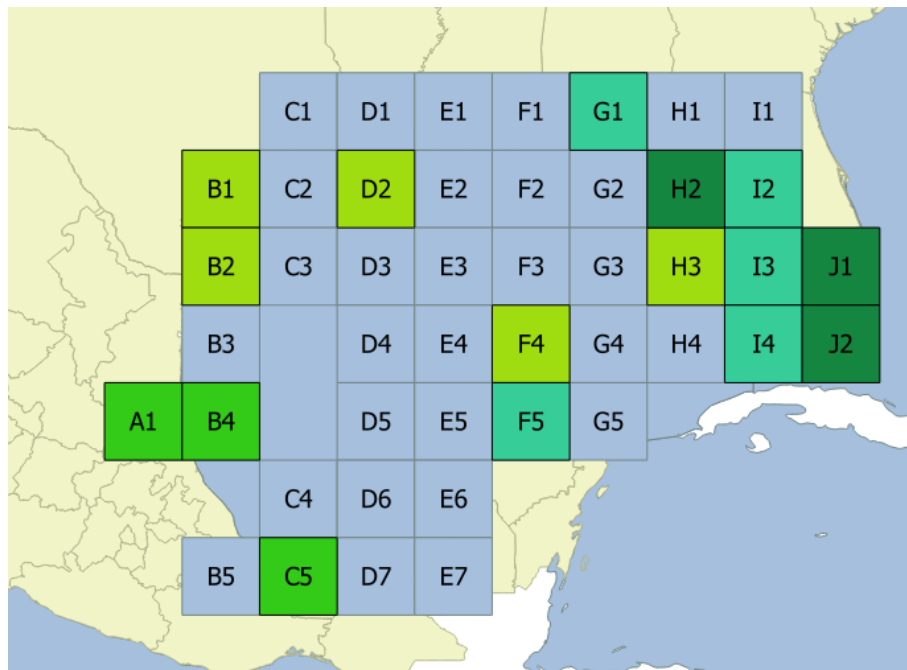 C1 D1 E1 F1 G1 H1 I1
B1 C2 D2 E2 F2 G2 H2 I2
B2 C3 D3 E3 F3 G3 H3 I3 J1
B3 D4 E4 F4 G4 H4 I4 J2
A1 B4 D5 E5 F5 G5
C4 D6 E6
B5 C5 D7 E7